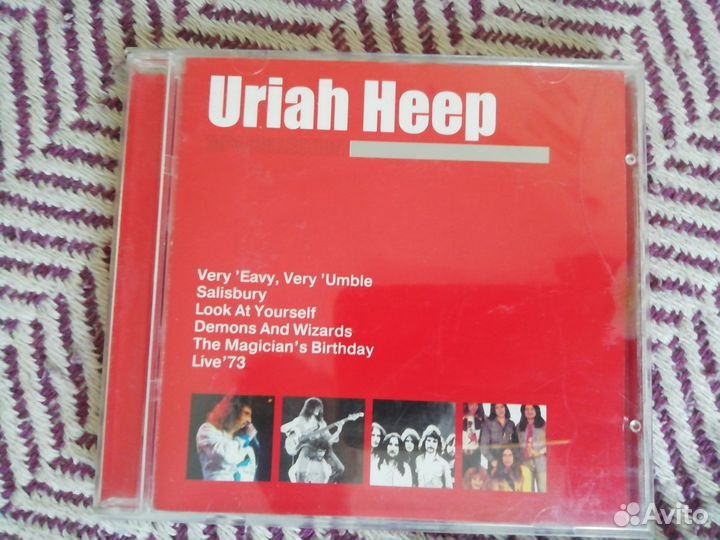 Uriah Heep
Very 'Eavy, Very 'Umble
Salisbury
Look At Yourself
Demons And Wizards
The Magician's Birthday
Live'73
Avito